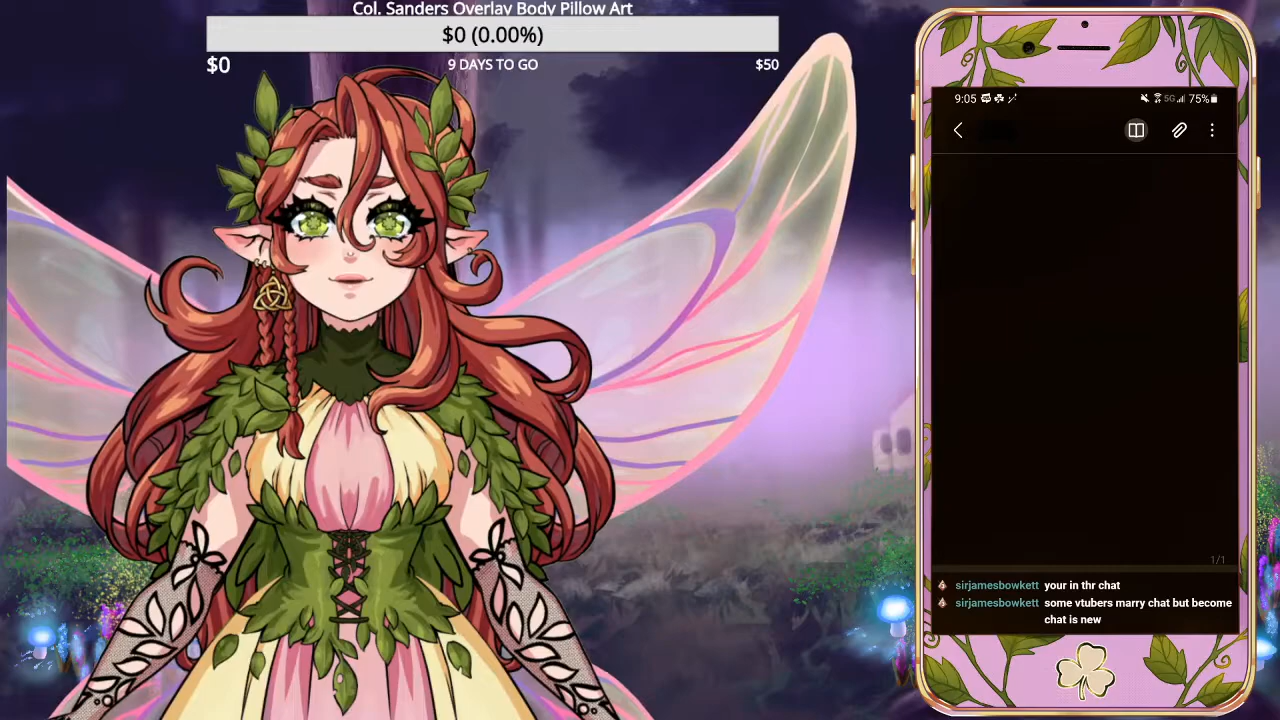 Col. Sanders Overlay Body Pillow Art
$0 (0.00%)
$0 9 DAYS TO GO $50
9:05 5G 75%
1/1
sirjamesbowkett your in thr chat
sirjamesbowkett some vtubers marry chat but become
chat is new